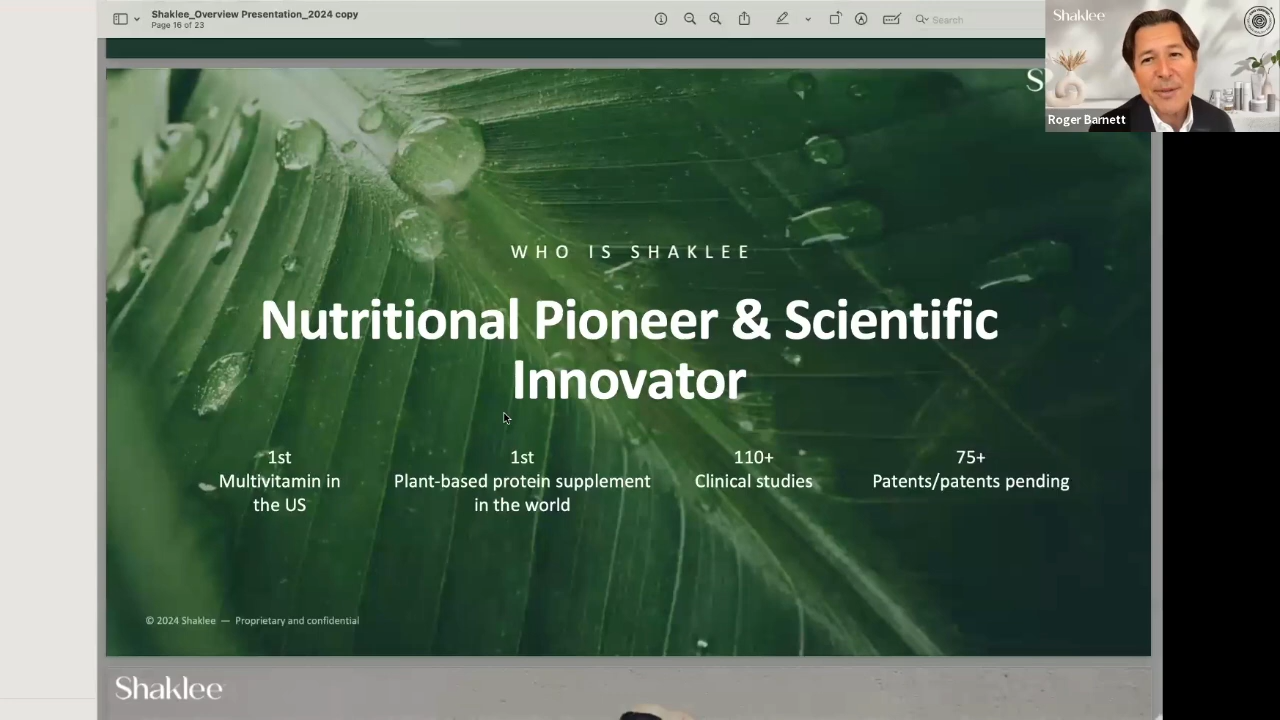 Shaklee_Overview Presentation_2024 copy
Page 16 of 23
Search
Shaklee
Roger Barnett
S
WHO IS SHAKLEE
Nutritional Pioneer & Scientific
Innovator
1st
Multivitamin in
the US
1st
Plant-based protein supplement
in the world
110+
Clinical studies
75+
Patents/patents pending
© 2024 Shaklee — Proprietary and confidential
Shaklee